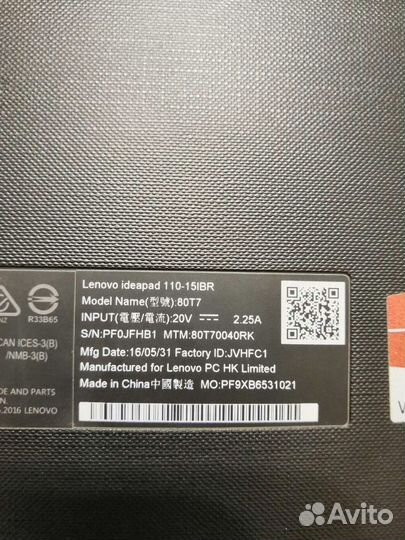 Lenovo ideapad 110-15IBR
Model Name(型號):80T7
INPUT(電壓/電流):20V ⎓ 2.25A
S/N:PF0JFHB1 MTM:80T70040RK
Mfg Date:16/05/31 Factory ID:JVHFC1
Manufactured for Lenovo PC HK Limited
Made in China中國製造 MO:PF9XB6531021
NZ
R33B65
CAN ICES-3(B)
/NMB-3(B)
E AND PARTS
N.
.2016 LENOVO
V
Avito